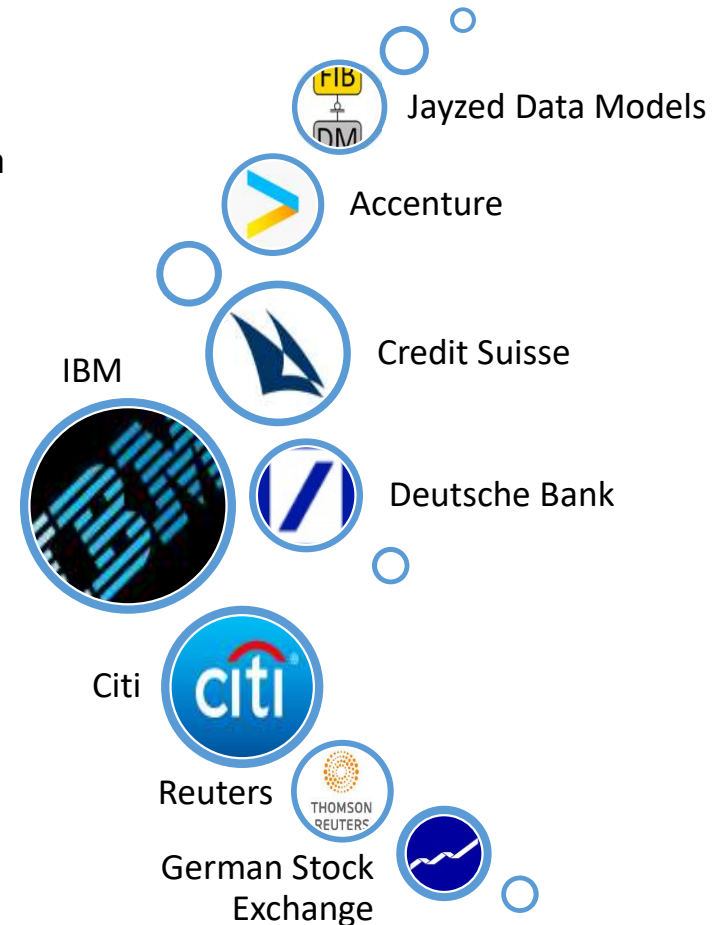 FIB
DM
Jayzed Data Models
Accenture
Credit Suisse
IBM
IBM
Deutsche Bank
Citi
citi
Reuters
THOMSON
REUTERS
German Stock
Exchange